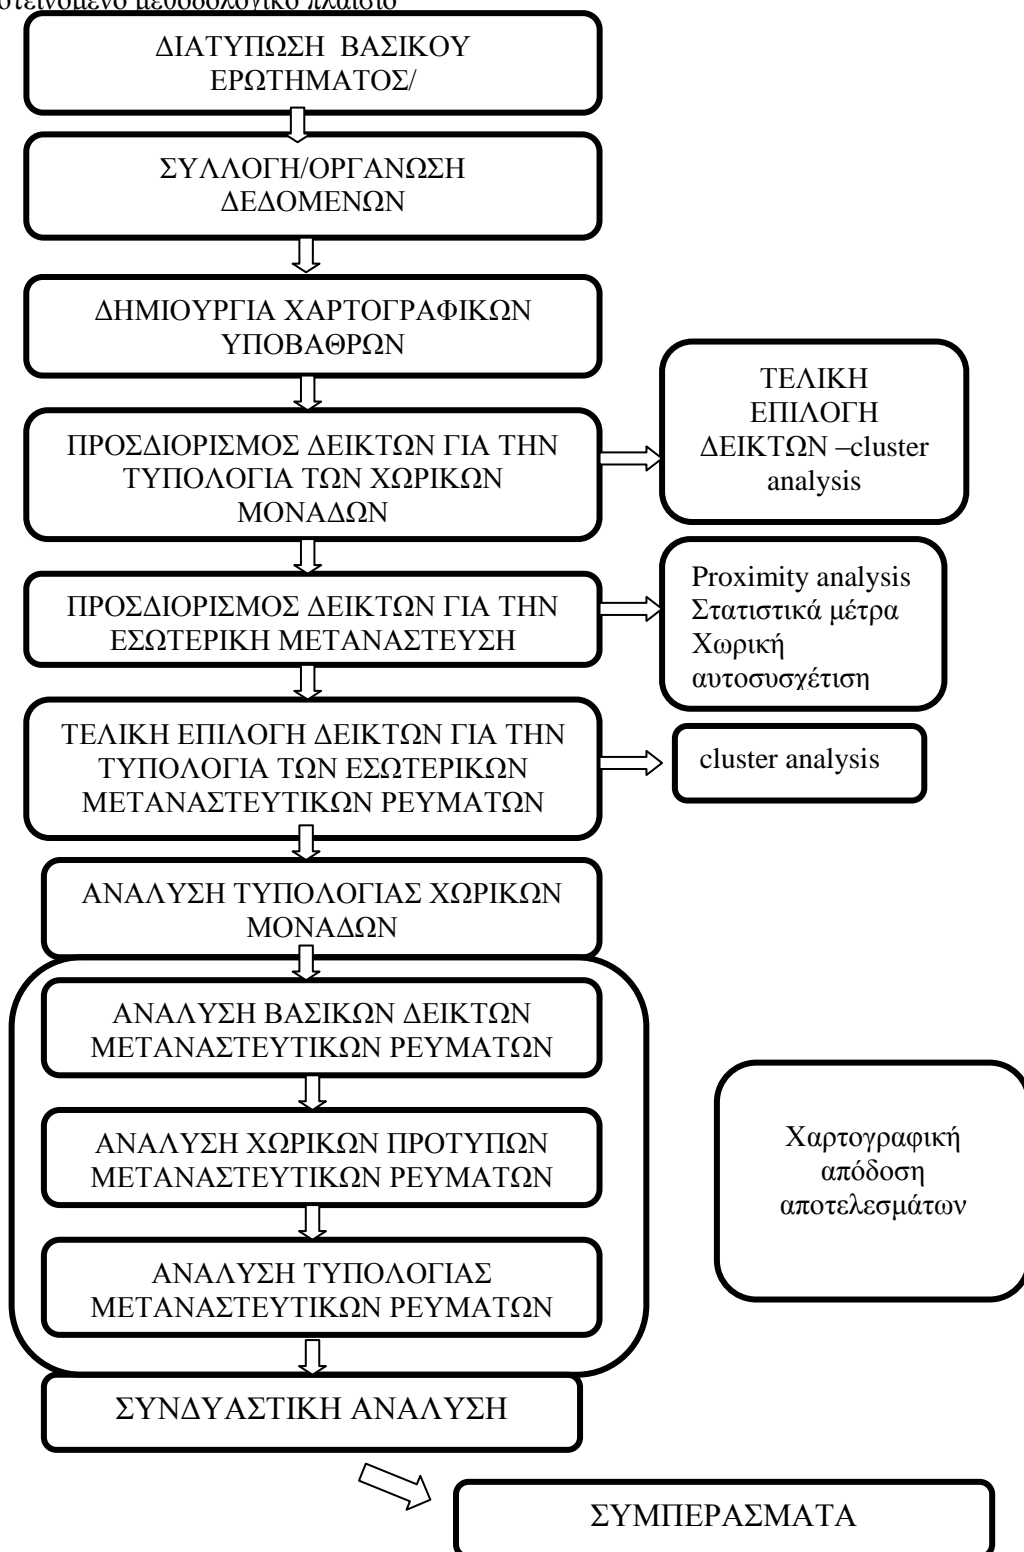 μεθοδολογικό πλαίσιο
ΔΙΑΤΥΠΩΣΗ ΒΑΣΙΚΟΥ
ΕΡΩΤΗΜΑΤΟΣ/
ΣΥΛΛΟΓΗ/ΟΡΓΑΝΩΣΗ
ΔΕΔΟΜΕΝΩΝ
ΔΗΜΙΟΥΡΓΙΑ ΧΑΡΤΟΓΡΑΦΙΚΩΝ
ΥΠΟΒΑΘΡΩΝ
ΠΡΟΣΔΙΟΡΙΣΜΟΣ ΔΕΙΚΤΩΝ ΓΙΑ ΤΗΝ
ΤΥΠΟΛΟΓΙΑ ΤΩΝ ΧΩΡΙΚΩΝ
ΜΟΝΑΔΩΝ
ΤΕΛΙΚΗ
ΕΠΙΛΟΓΗ
ΔΕΙΚΤΩΝ –cluster
analysis
ΠΡΟΣΔΙΟΡΙΣΜΟΣ ΔΕΙΚΤΩΝ ΓΙΑ ΤΗΝ
ΕΣΩΤΕΡΙΚΗ ΜΕΤΑΝΑΣΤΕΥΣΗ
Proximity analysis
Στατιστικά μέτρα
Χωρική
αυτοσυσχέτιση
ΤΕΛΙΚΗ ΕΠΙΛΟΓΗ ΔΕΙΚΤΩΝ ΓΙΑ ΤΗΝ
ΤΥΠΟΛΟΓΙΑ ΤΩΝ ΕΣΩΤΕΡΙΚΩΝ
ΜΕΤΑΝΑΣΤΕΥΤΙΚΩΝ ΡΕΥΜΑΤΩΝ
cluster analysis
ΑΝΑΛΥΣΗ ΤΥΠΟΛΟΓΙΑΣ ΧΩΡΙΚΩΝ
ΜΟΝΑΔΩΝ
ΑΝΑΛΥΣΗ ΒΑΣΙΚΩΝ ΔΕΙΚΤΩΝ
ΜΕΤΑΝΑΣΤΕΥΤΙΚΩΝ ΡΕΥΜΑΤΩΝ
ΑΝΑΛΥΣΗ ΧΩΡΙΚΩΝ ΠΡΟΤΥΠΩΝ
ΜΕΤΑΝΑΣΤΕΥΤΙΚΩΝ ΡΕΥΜΑΤΩΝ
ΑΝΑΛΥΣΗ ΤΥΠΟΛΟΓΙΑΣ
ΜΕΤΑΝΑΣΤΕΥΤΙΚΩΝ ΡΕΥΜΑΤΩΝ
Χαρτογραφική
απόδοση
αποτελεσμάτων
ΣΥΝΔΥΑΣΤΙΚΗ ΑΝΑΛΥΣΗ
ΣΥΜΠΕΡΑΣΜΑΤΑ